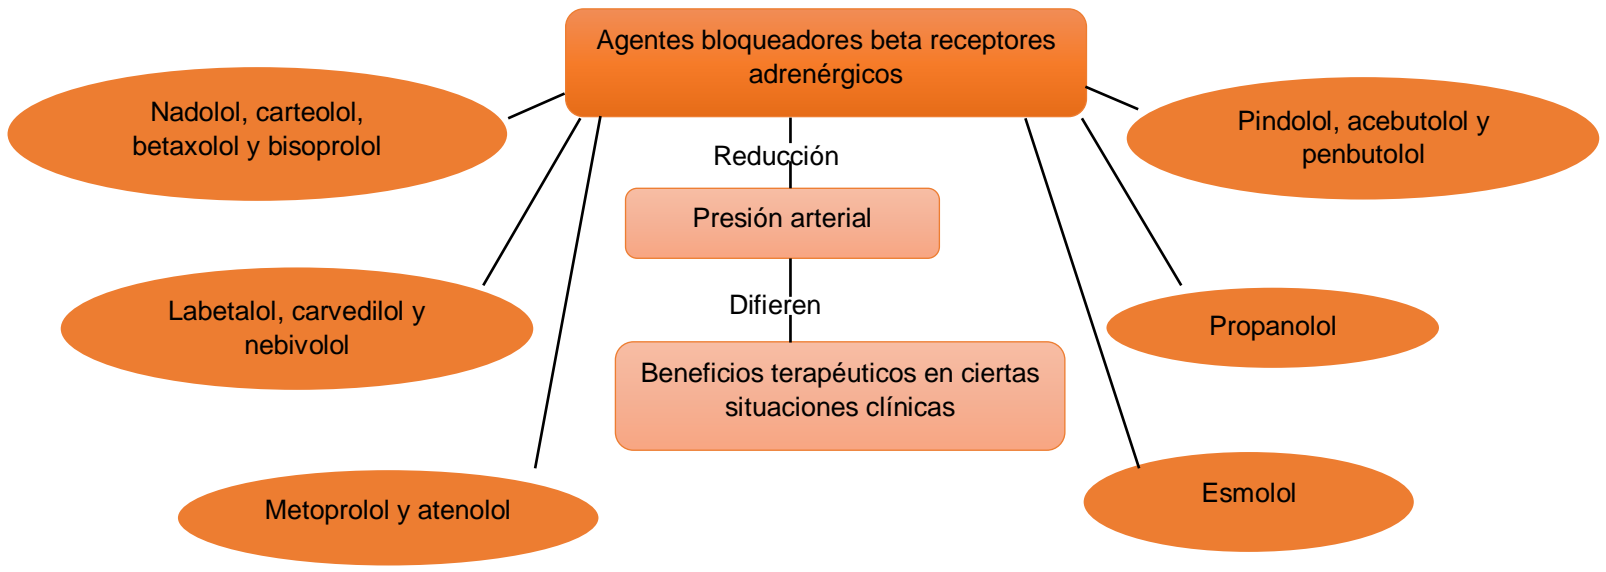 Agentes bloqueadores beta receptores
adrenérgicos
Nadolol, carteolol,
betaxolol y bisoprolol
Pindolol, acebutolol y
penbutolol
Reducción
Presión arterial
Labetalol, carvedilol y
nebivolol
Difieren
Propanolol
Beneficios terapéuticos en ciertas
situaciones clínicas
Metoprolol y atenolol
Esmolol